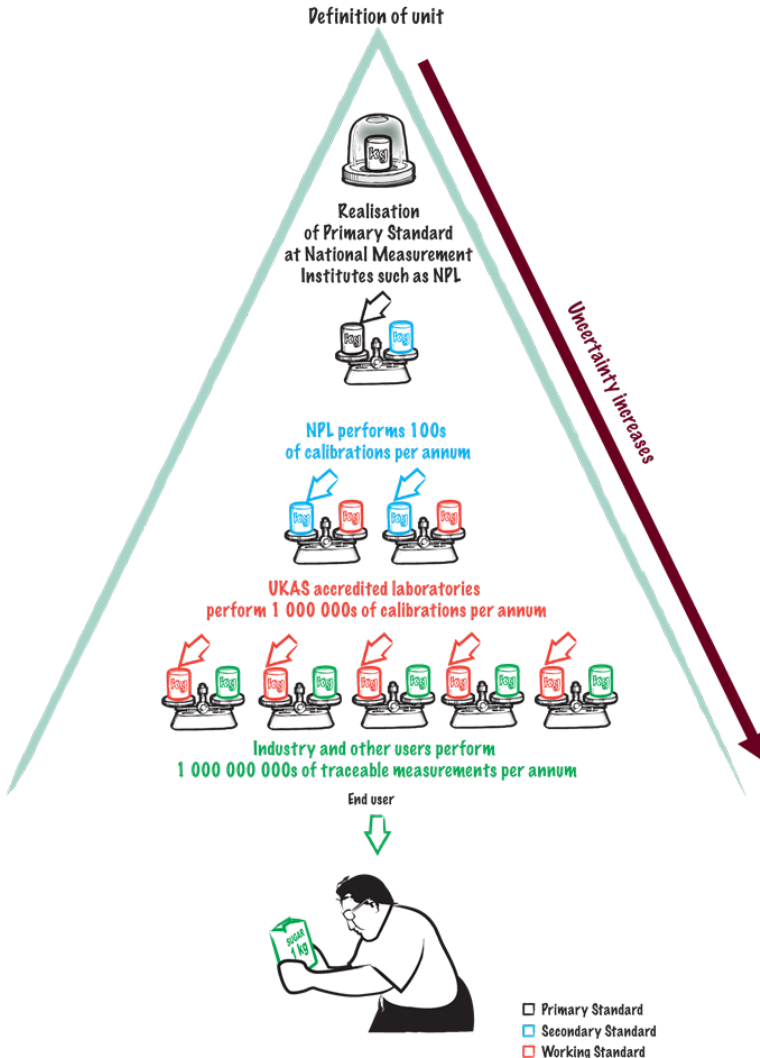 Definition of unit
kg
Realisation
of Primary Standard
at National Measurement
Institutes such as NPL
kg kg
Uncertainty increases
NPL performs 100s
of calibrations per annum
kg kg kg kg
UKAS accredited laboratories
perform 1 000 000s of calibrations per annum
kg kg kg kg kg kg kg kg kg kg
Industry and other users perform
1 000 000 000s of traceable measurements per annum
End user
SUGAR
1 kg
Primary Standard
Secondary Standard
Working Standard